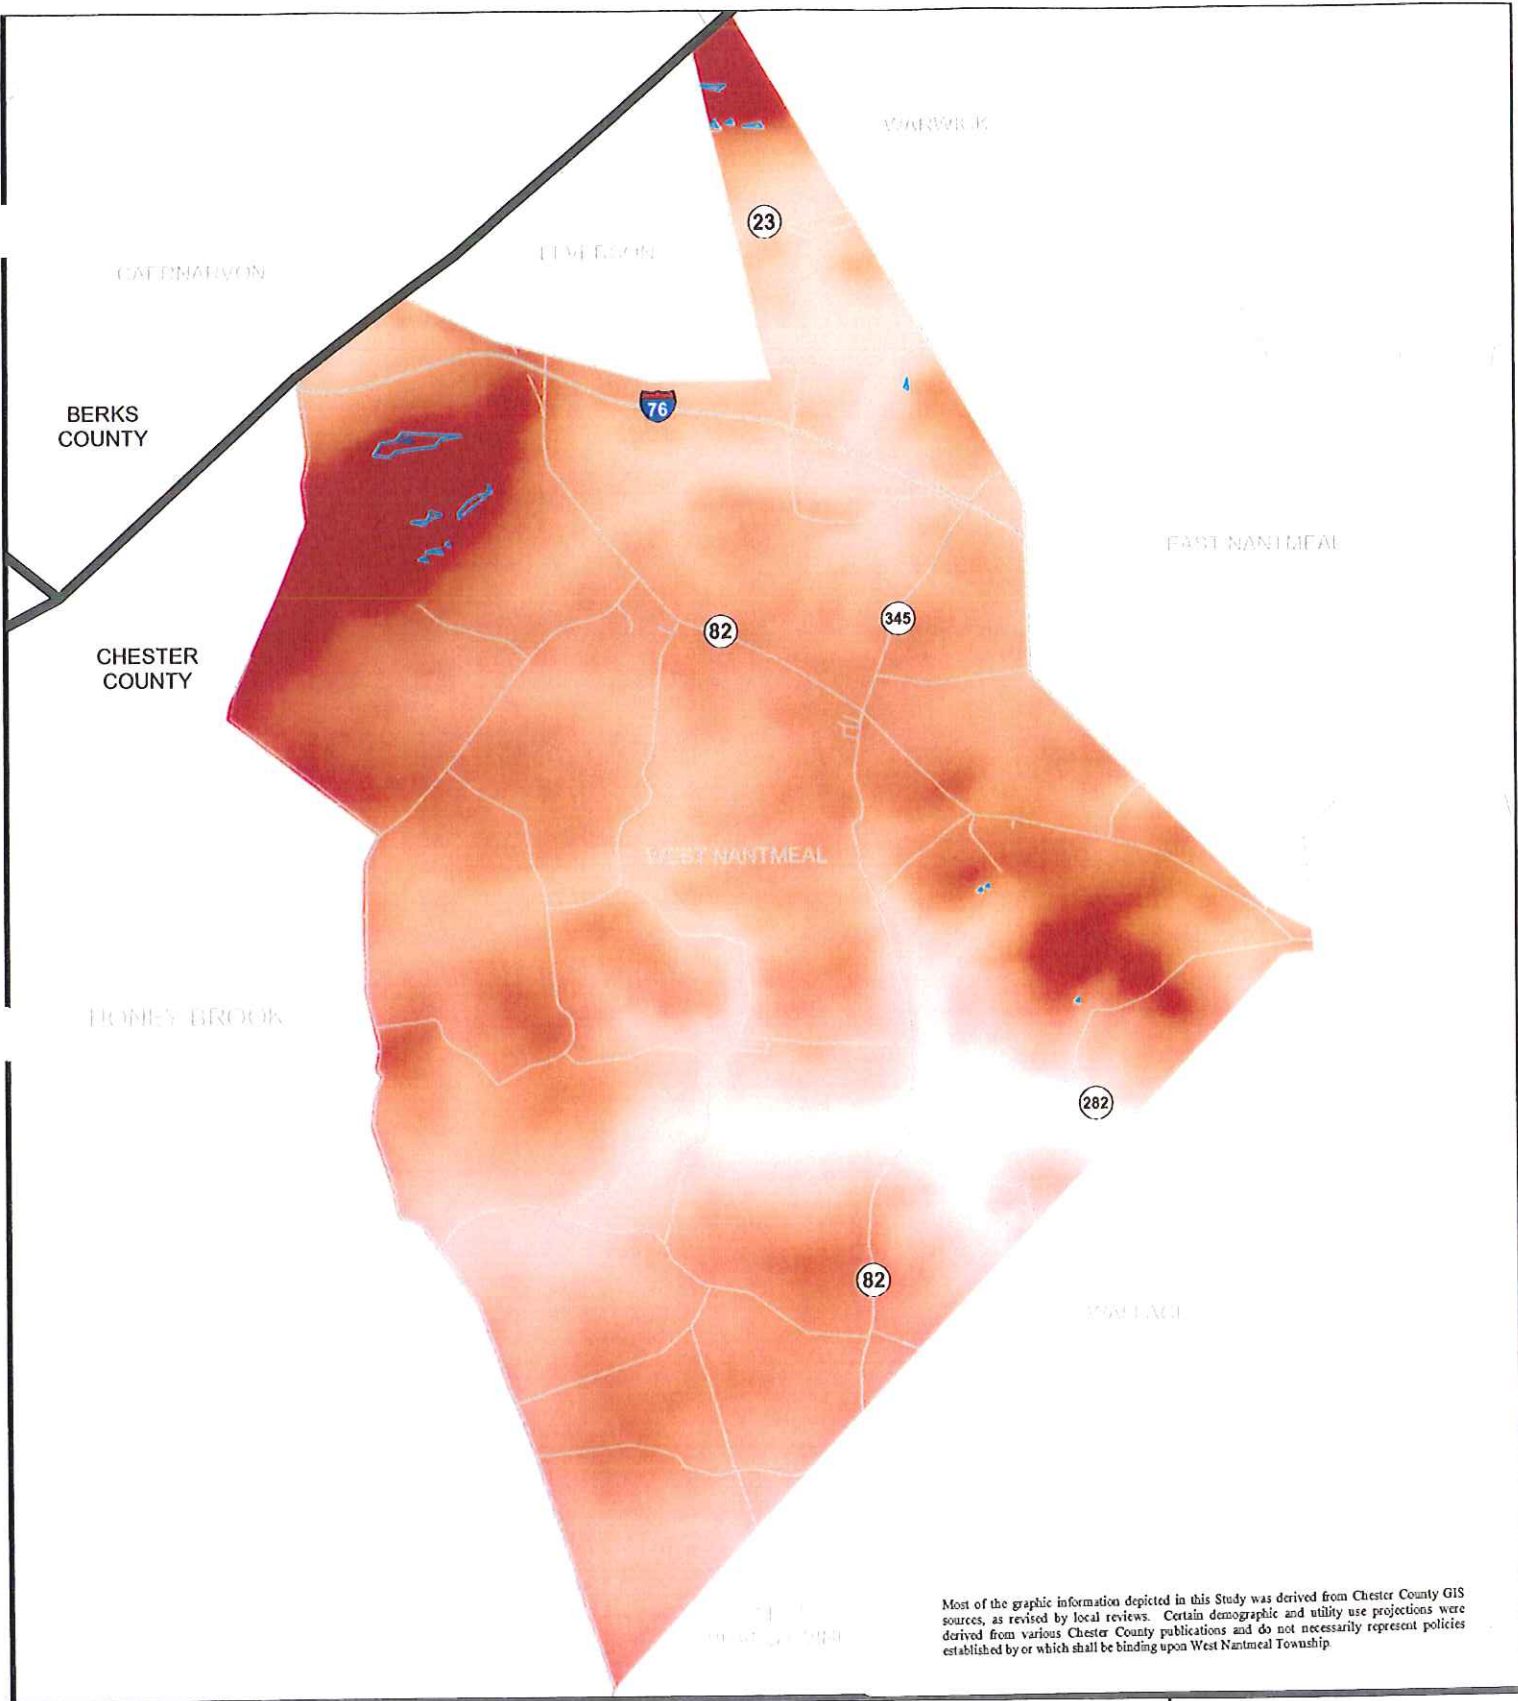 WARWICK
23
ELVERSON
CAERNARVON
76
BERKS
COUNTY
EAST NANTMEAL
82
345
CHESTER
COUNTY
WEST NANTMEAL
HONEY BROOK
282
82
WALLACE
Most of the graphic information depicted in this Study was derived from Chester County GIS
sources, as revised by local reviews. Certain demographic and utility use projections were
derived from various Chester County publications and do not necessarily represent policies
established by or which shall be binding upon West Nantmeal Township